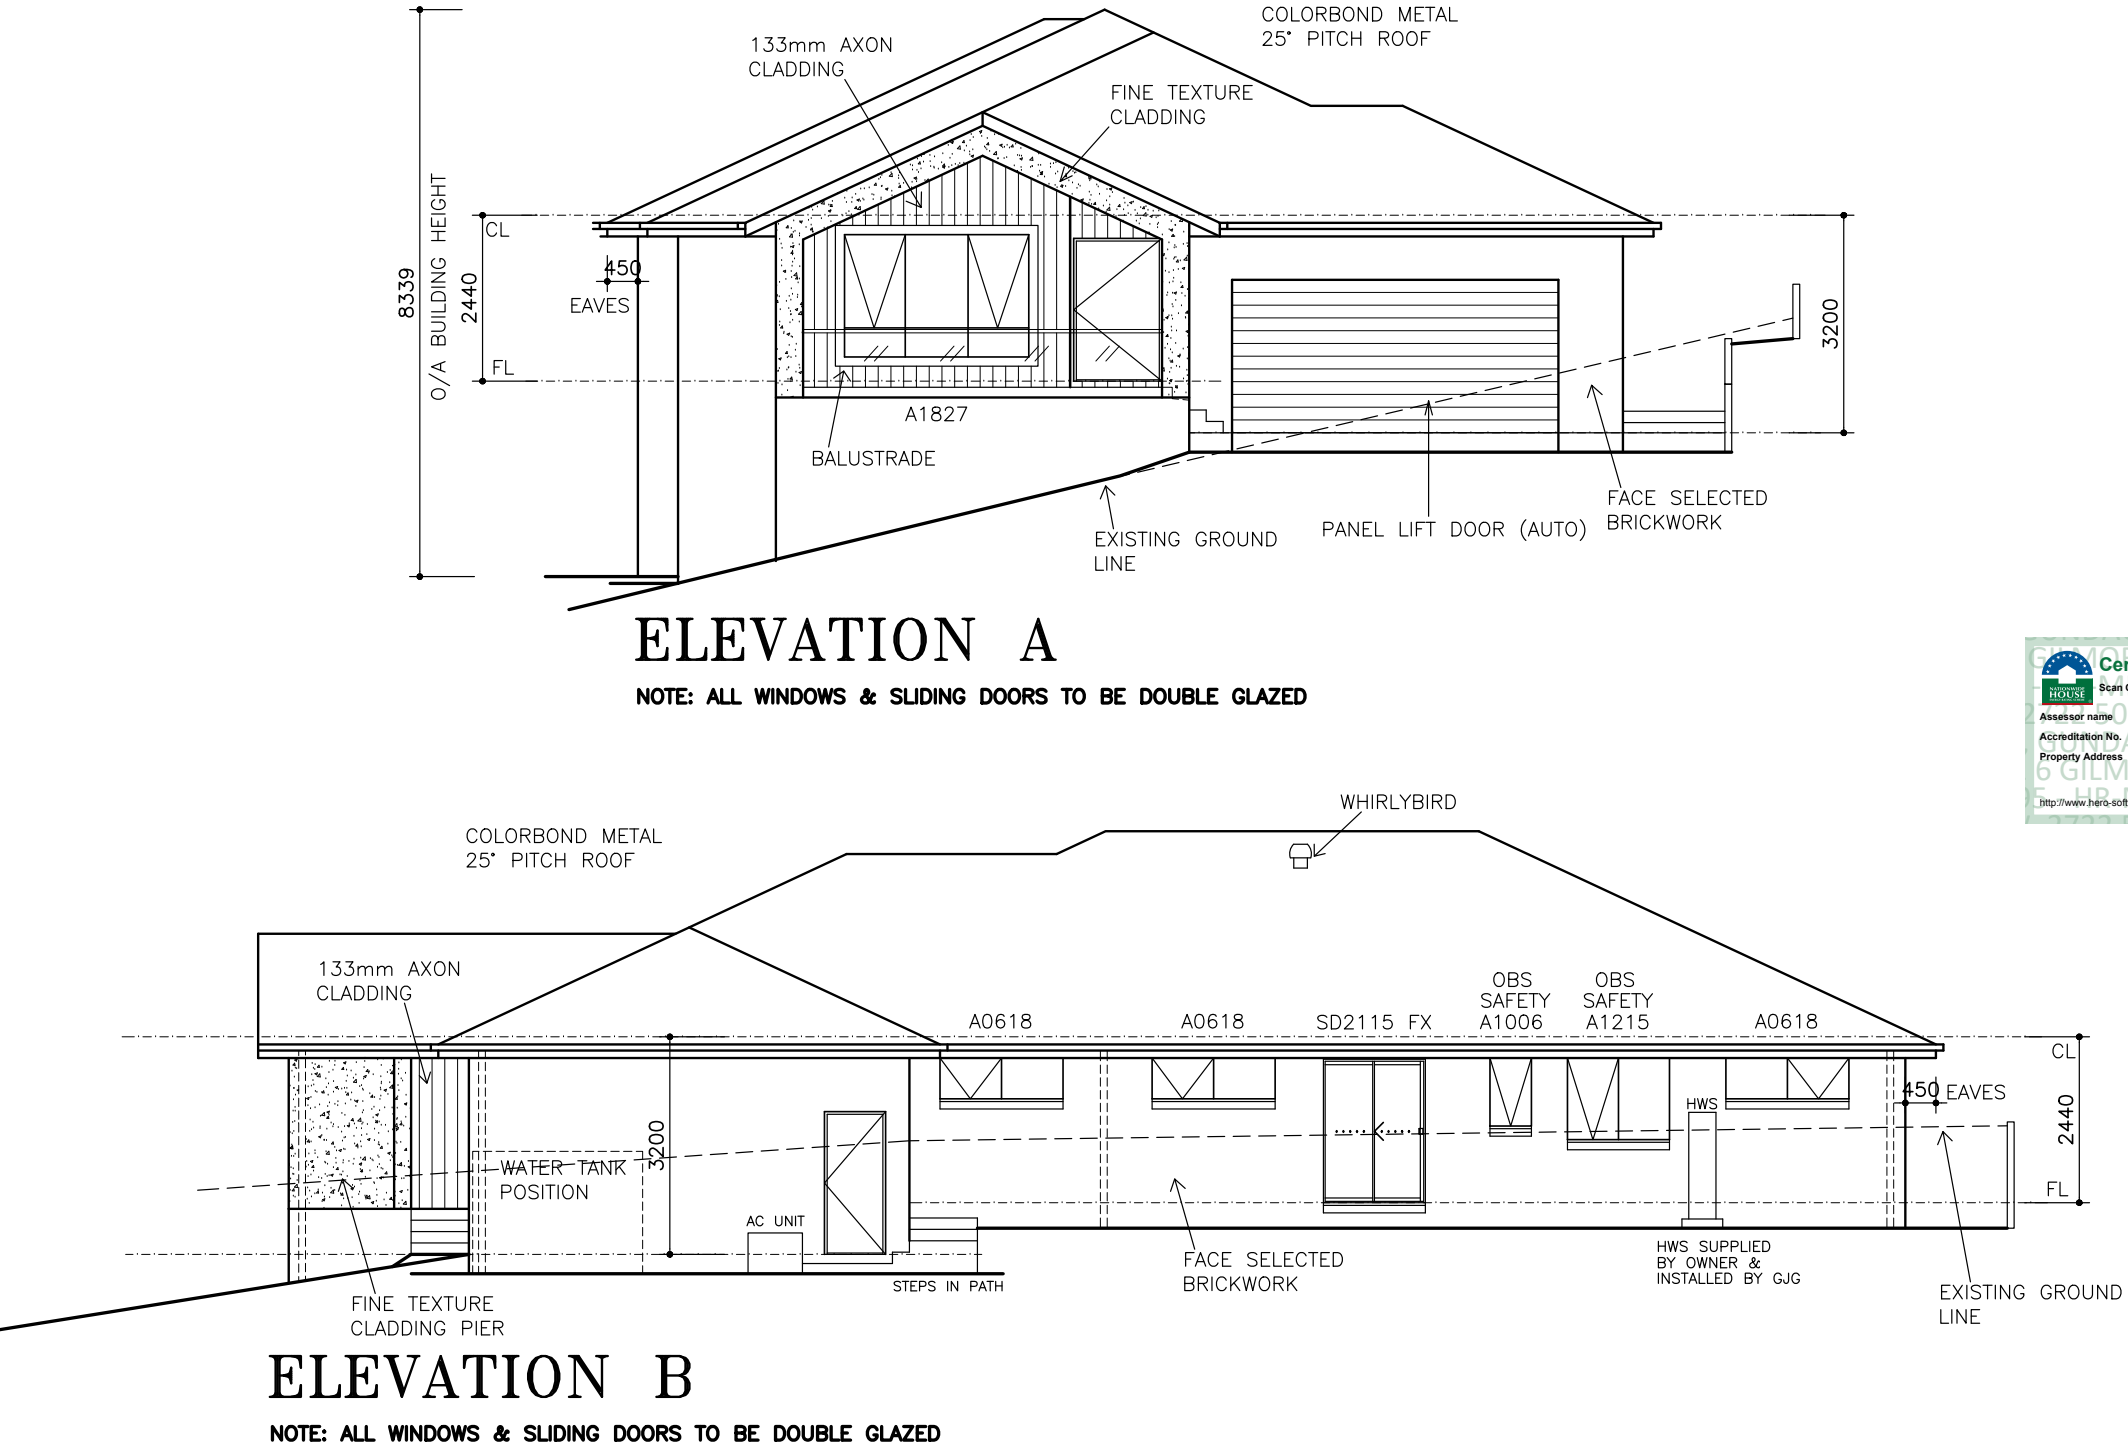 COLORBOND METAL
25° PITCH ROOF
133mm AXON
CLADDING
FINE TEXTURE
CLADDING
8339
O/A BUILDING HEIGHT
2440
CL
450
EAVES
FL
3200
A1827
BALUSTRADE
EXISTING GROUND
LINE
PANEL LIFT DOOR (AUTO)
FACE SELECTED
BRICKWORK
ELEVATION A
NOTE: ALL WINDOWS & SLIDING DOORS TO BE DOUBLE GLAZED
NATIONWIDE
HOUSE
Assessor name
Accreditation No.
Property Address
WHIRLYBIRD
COLORBOND METAL
25° PITCH ROOF
133mm AXON
CLADDING
A0618
A0618
SD2115 FX
OBS
SAFETY
A1006
OBS
SAFETY
A1215
A0618
CL
450 EAVES
HWS
2440
3200
WATER TANK
POSITION
FL
AC UNIT
STEPS IN PATH
FACE SELECTED
BRICKWORK
HWS SUPPLIED
BY OWNER &
INSTALLED BY GJG
EXISTING GROUND
LINE
FINE TEXTURE
CLADDING PIER
ELEVATION B
NOTE: ALL WINDOWS & SLIDING DOORS TO BE DOUBLE GLAZED